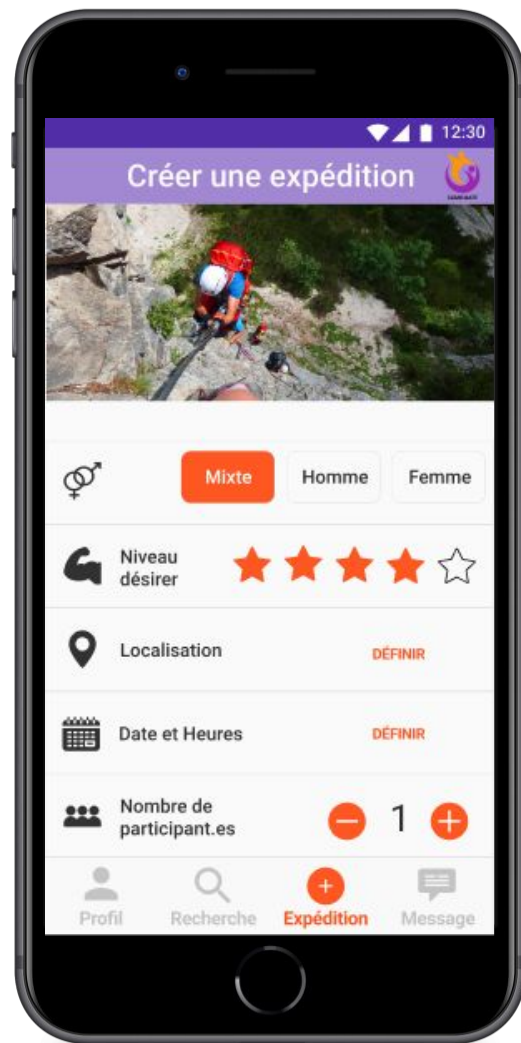 12:30
Créer une expédition
Mixte Homme Femme
Niveau
désirer
Localisation DÉFINIR
Date et Heures DÉFINIR
Nombre de
participant.es 1
Profil Recherche Expédition Message